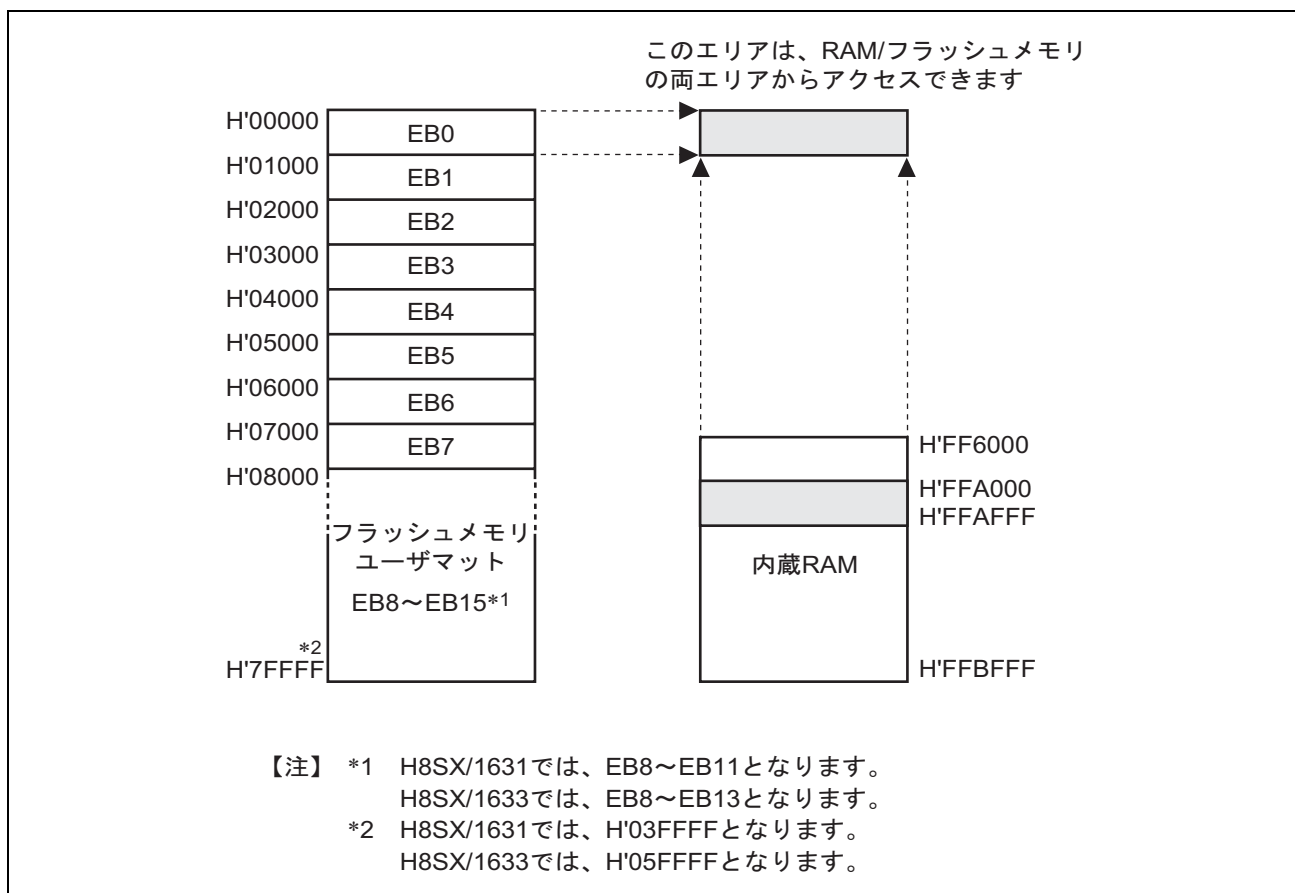 このエリアは、RAM/フラッシュメモリ
の両エリアからアクセスできます
H'00000
EB0
H'01000
EB1
H'02000
EB2
H'03000
EB3
H'04000
EB4
H'05000
EB5
H'06000
EB6
H'07000
EB7
H'08000
フラッシュメモリ
ユーザマット
EB8～EB15*1
*2
H'7FFFF
H'FF6000
H'FFA000
H'FFAFFF
内蔵RAM
H'FFBFFF
【注】 *1 H8SX/1631では、EB8～EB11となります。
H8SX/1633では、EB8～EB13となります。
*2 H8SX/1631では、H'03FFFFとなります。
H8SX/1633では、H'05FFFFとなります。